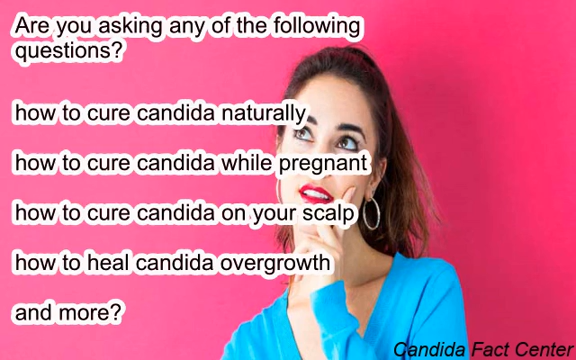 Are you asking any of the following
questions?
how to cure candida naturally
how to cure candida while pregnant
how to cure candida on your scalp
how to heal candida overgrowth
and more?
Candida Fact Center